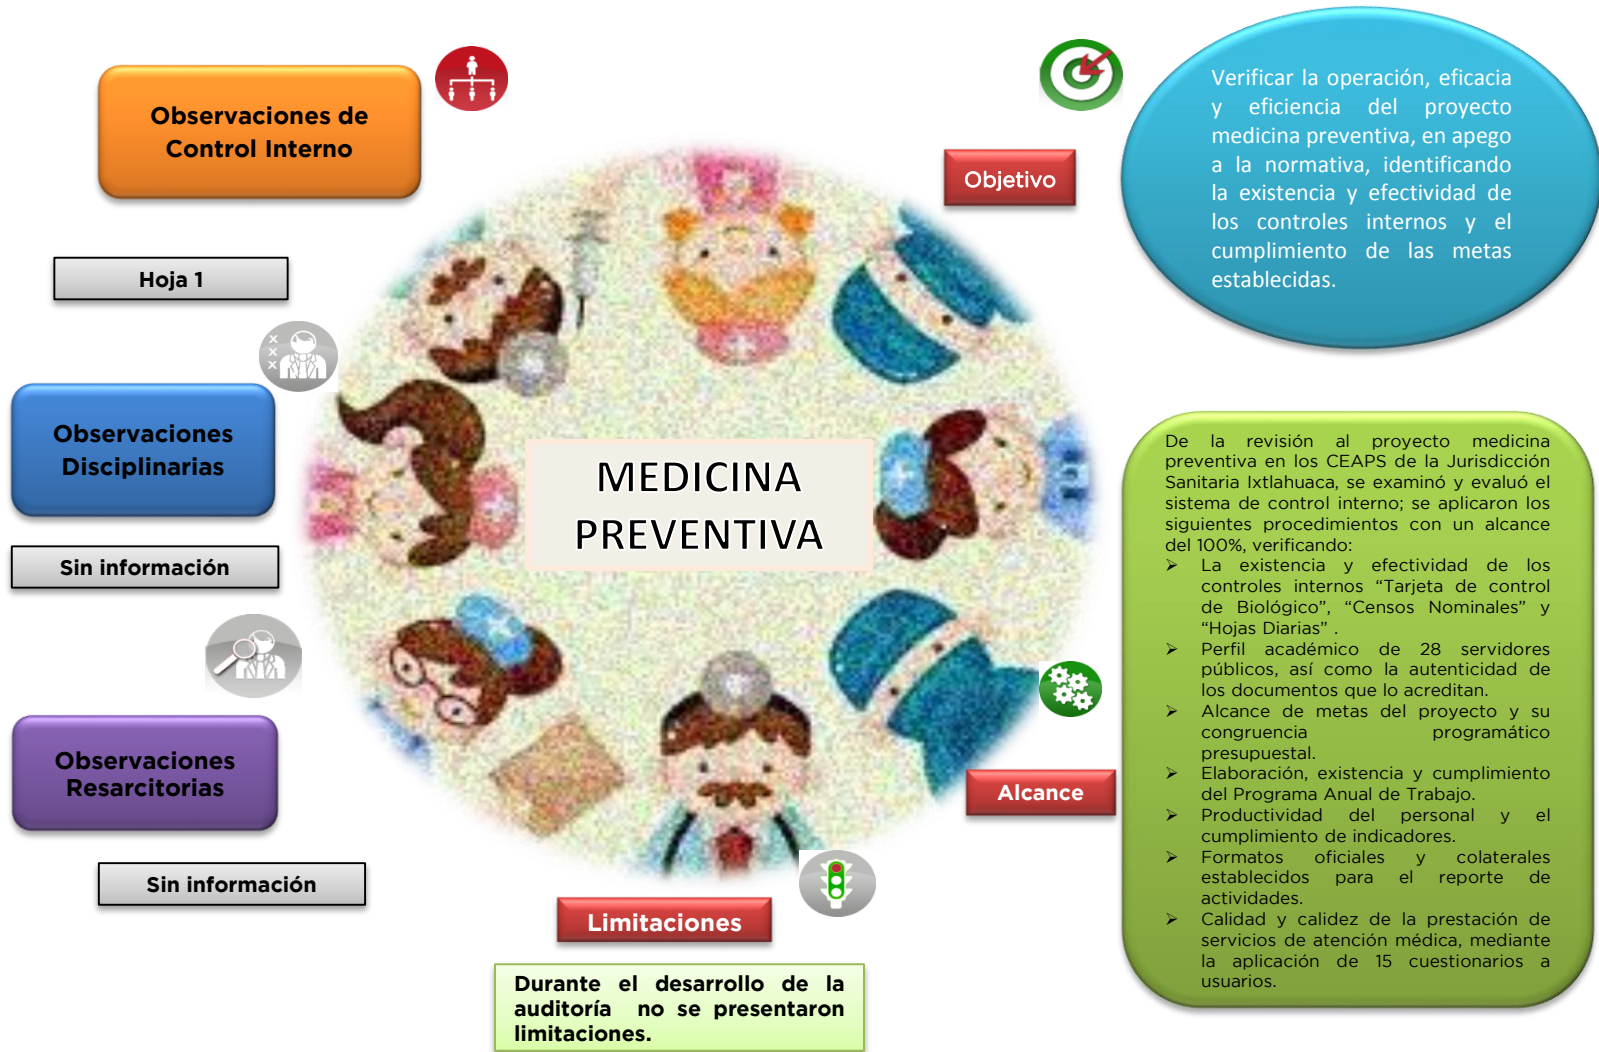 Observaciones de
Control Interno
Hoja 1
x
x
x
Observaciones
Disciplinarias
Sin información
Observaciones
Resarcitorias
Sin información
MEDICINA
PREVENTIVA
Limitaciones
Durante el desarrollo de la
auditoría no se presentaron
limitaciones.
Objetivo
Verificar la operación, eficacia
y eficiencia del proyecto
medicina preventiva, en apego
a la normativa, identificando
la existencia y efectividad de
los controles internos y el
cumplimiento de las metas
establecidas.
Alcance
De la revisión al proyecto medicina
preventiva en los CEAPS de la Jurisdicción
Sanitaria Ixtlahuaca, se examinó y evaluó el
sistema de control interno; se aplicaron los
siguientes procedimientos con un alcance
del 100%, verificando:
➢ La existencia y efectividad de los
controles internos “Tarjeta de control
de Biológico”, “Censos Nominales” y
“Hojas Diarias” .
➢ Perfil académico de 28 servidores
públicos, así como la autenticidad de
los documentos que lo acreditan.
➢ Alcance de metas del proyecto y su
congruencia programático
presupuestal.
➢ Elaboración, existencia y cumplimiento
del Programa Anual de Trabajo.
➢ Productividad del personal y el
cumplimiento de indicadores.
➢ Formatos oficiales y colaterales
establecidos para el reporte de
actividades.
➢ Calidad y calidez de la prestación de
servicios de atención médica, mediante
la aplicación de 15 cuestionarios a
usuarios.